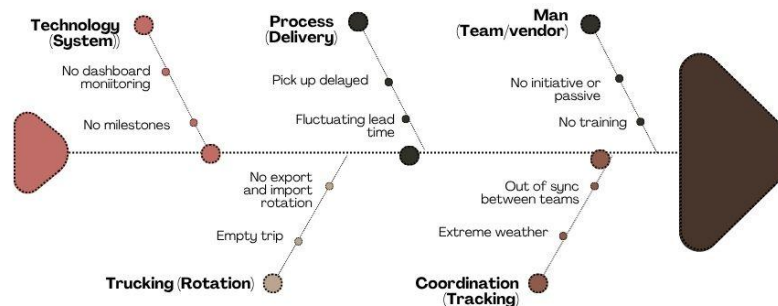 Technology
(System))
No dashboard
moniitoring
No milestones
Process
(Delivery)
Pick up delayed
Fluctuating lead
time
Man
(Team/vendor)
No initiative or
passive
No training
No export
and import
rotation
Empty trip
Trucking (Rotation)
Out of sync
between teams
Extreme weather
Coordination
(Tracking)